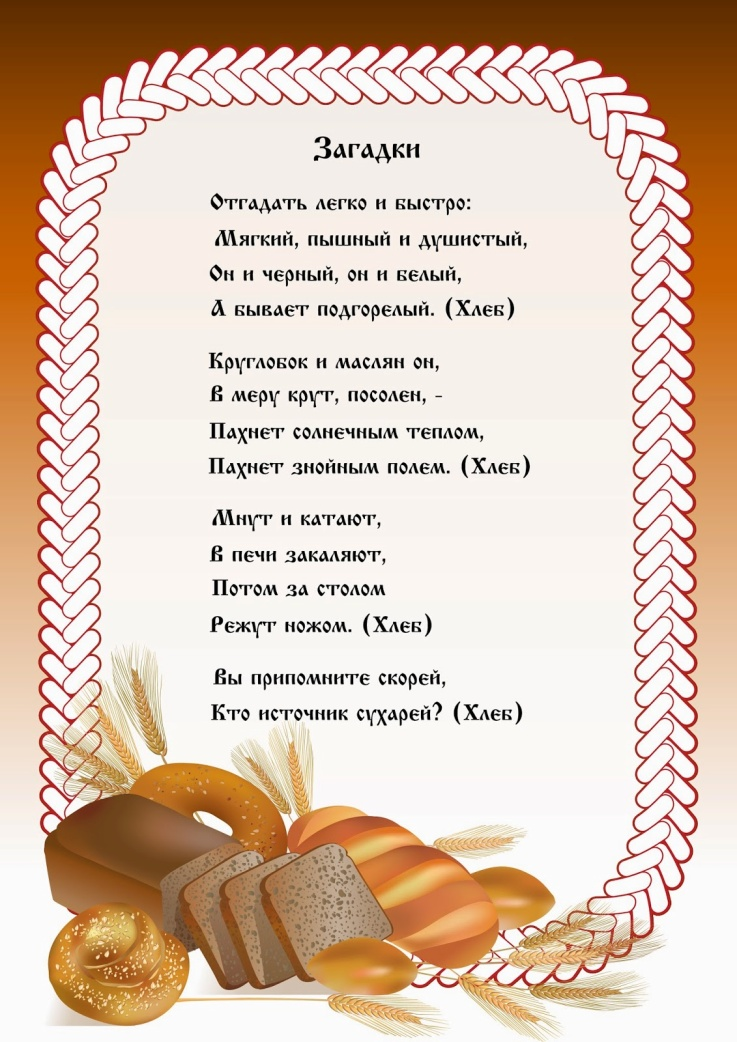 Загадки
Отгадать легко и быстро:
Мягкий, пышный и душистый,
Он и черный, он и белый,
А бывает подгорелый. (Хлеб)
Круглобок и маслян он,
В меру крут, посолен, -
Пахнет солнечным теплом,
Пахнет знойным полем. (Хлеб)
Мнут и катают,
В печи закаляют,
Потом за столом
Режут ножом. (Хлеб)
Вы припомните скорей,
Кто источник сухарей? (Хлеб)